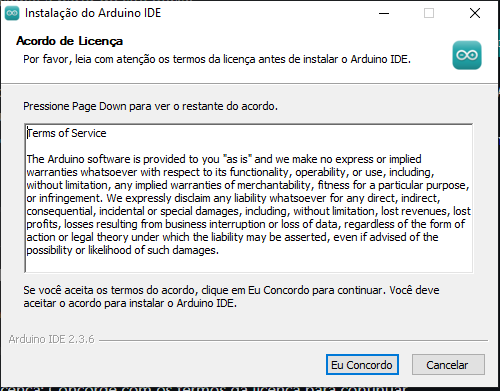 Instalação do Arduino IDE
Acordo de Licença
Por favor, leia com atenção os termos da licença antes de instalar o Arduino IDE.
Pressione Page Down para ver o restante do acordo.
Terms of Service
The Arduino software is provided to you "as is" and we make no express or implied
warranties whatsoever with respect to its functionality, operability, or use, including,
without limitation, any implied warranties of merchantability, fitness for a particular purpose,
or infringement. We expressly disclaim any liability whatsoever for any direct, indirect,
consequential, incidental or special damages, including, without limitation, lost revenues, lost
profits, losses resulting from business interruption or loss of data, regardless of the form of
action or legal theory under which the liability may be asserted, even if advised of the
possibility or likelihood of such damages.
Se você aceita os termos do acordo, clique em Eu Concordo para continuar. Você deve
aceitar o acordo para instalar o Arduino IDE.
Arduino IDE 2.3.6
Eu Concordo Cancelar
Concorde com os termos da licença para continuar